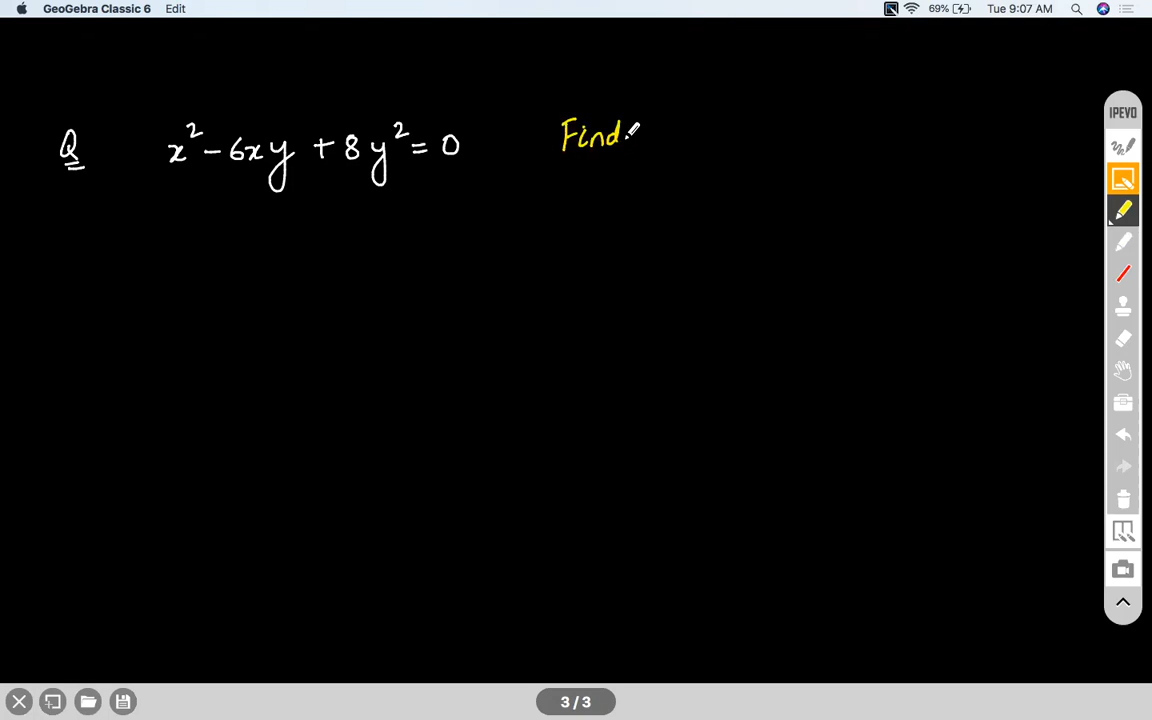 GeoGebra Classic 6 Edit 69% Tue 9:07 AM
IPEVO
Q x² - 6xy + 8y² = 0 Find
3 / 3